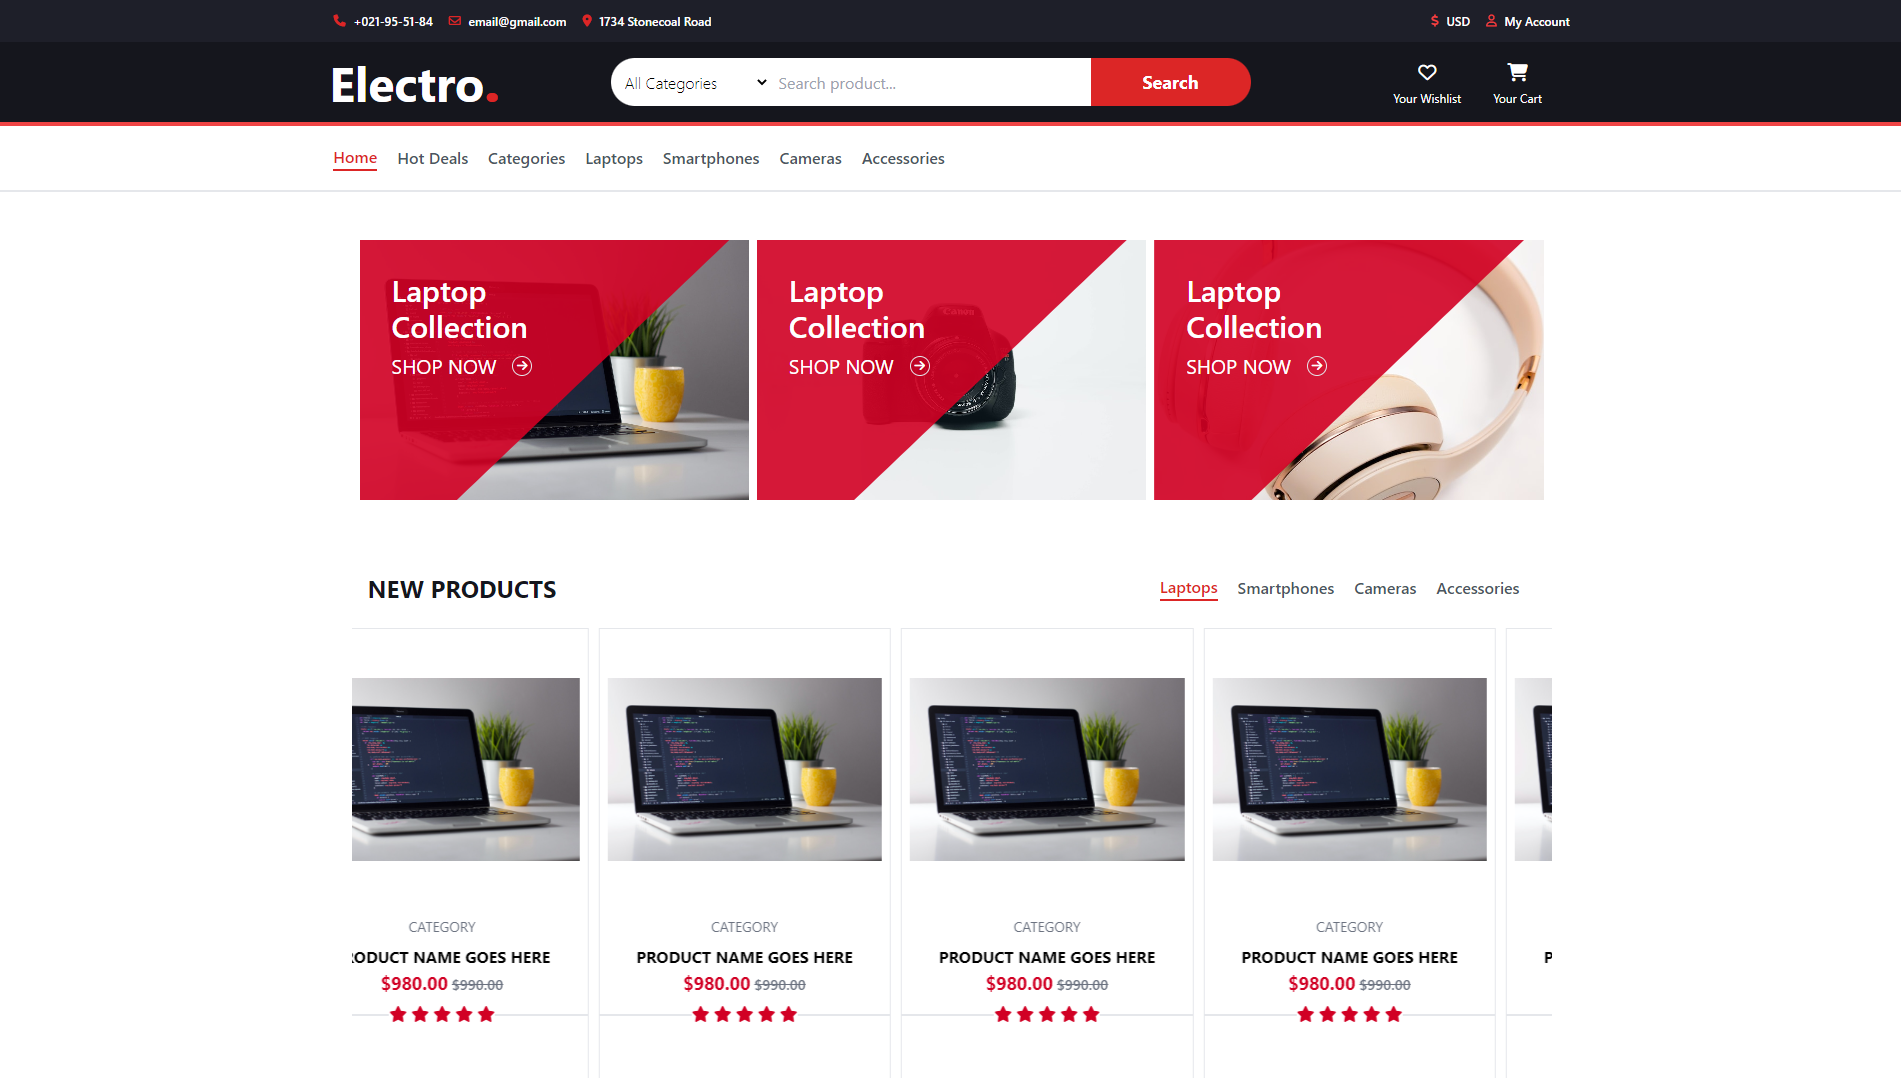 +021-95-51-84 email@gmail.com 1734 Stonecoal Road $ USD My Account
Electro. All Categories Search product... Search Your Wishlist Your Cart
Home Hot Deals Categories Laptops Smartphones Cameras Accessories
Laptop
Collection
SHOP NOW
Laptop
Collection
SHOP NOW
Canon
Laptop
Collection
SHOP NOW
NEW PRODUCTS Laptops Smartphones Cameras Accessories
CATEGORY CATEGORY CATEGORY CATEGORY
RODUCT NAME GOES HERE PRODUCT NAME GOES HERE PRODUCT NAME GOES HERE PRODUCT NAME GOES HERE P
$980.00 $990.00 $980.00 $990.00 $980.00 $990.00 $980.00 $990.00